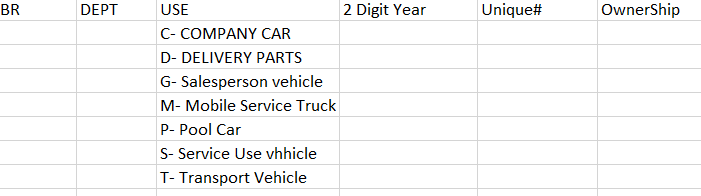 BR DEPT USE 2 Digit Year Unique# OwnerShip
C- COMPANY CAR
D- DELIVERY PARTS
G- Salesperson vehicle
M- Mobile Service Truck
P- Pool Car
S- Service Use vhhicle
T- Transport Vehicle